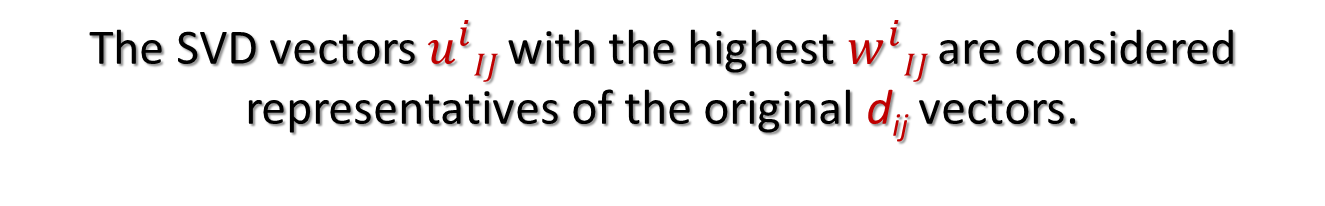 The SVD vectors u^i_IJ with the highest w^i_IJ are considered
representatives of the original d_ij vectors.